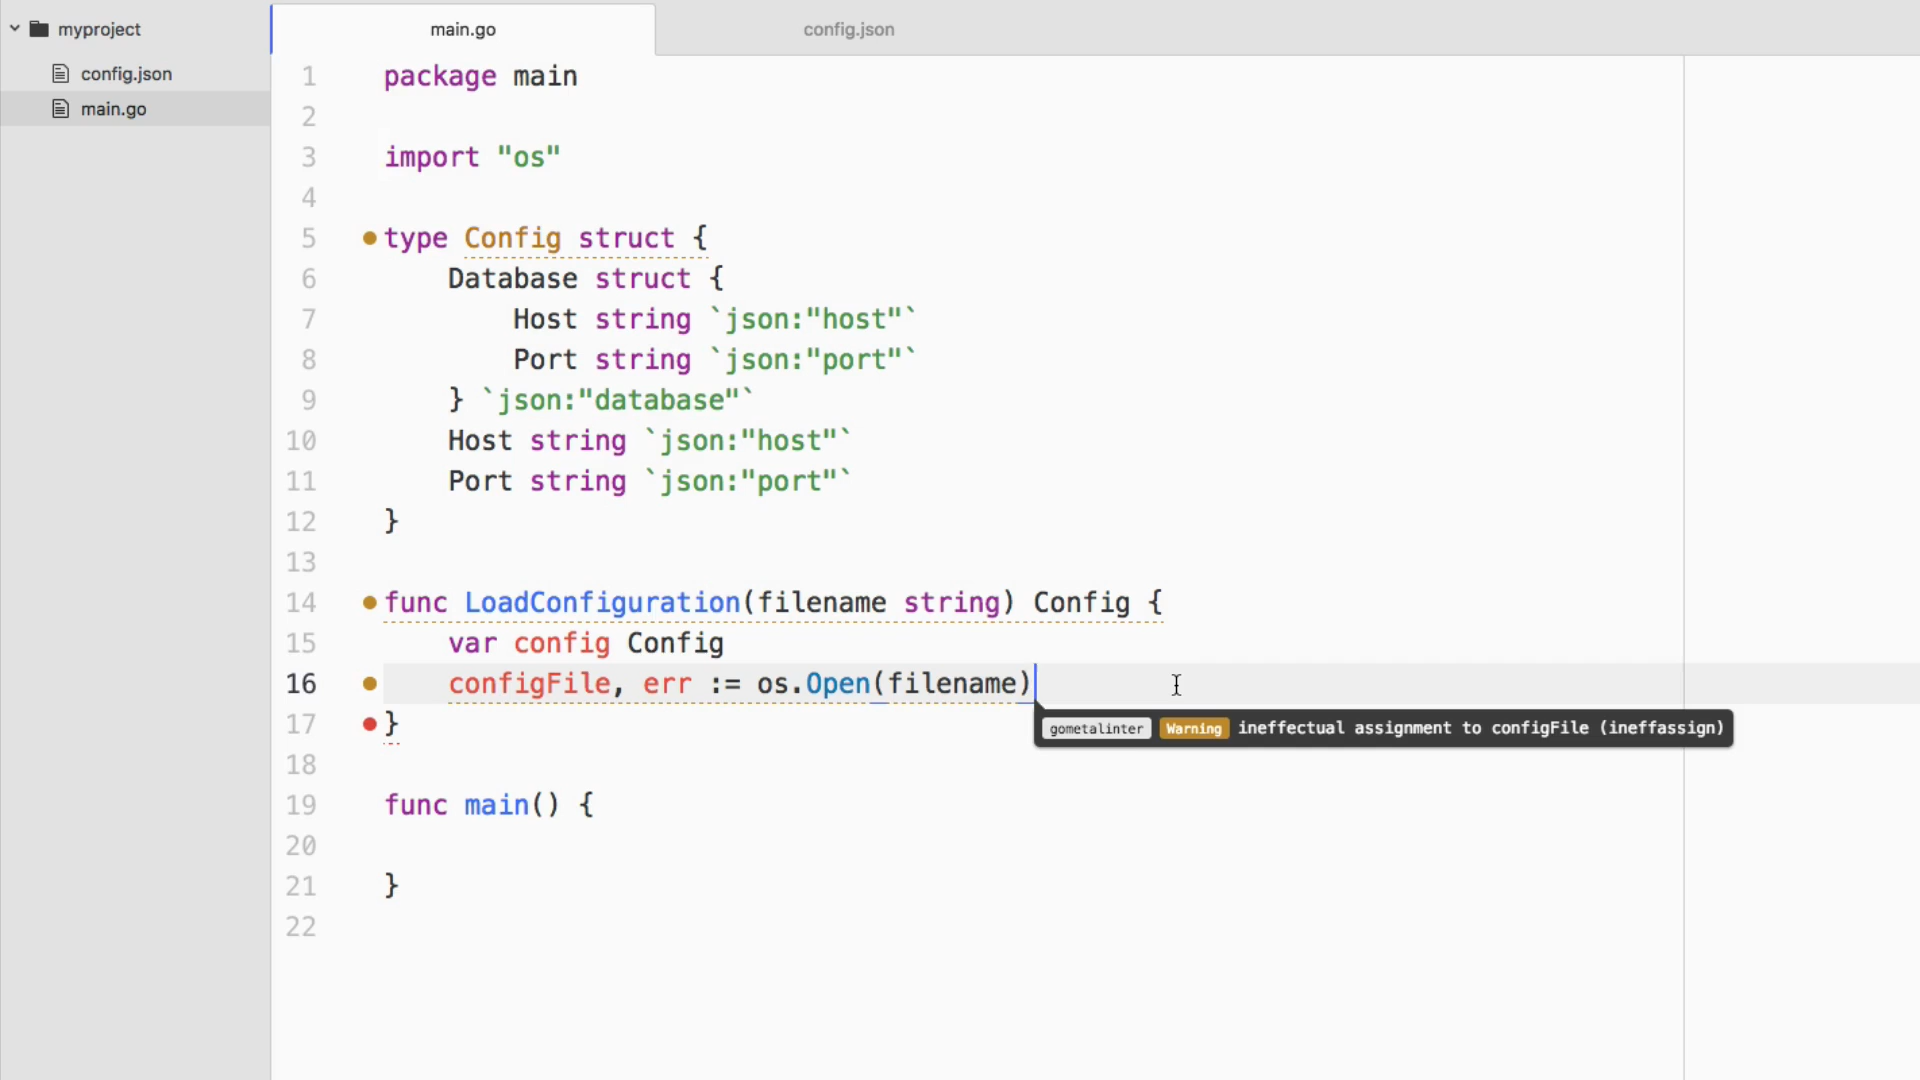 myproject
config.json
main.go
main.go
config.json
1 package main
2
3 import "os"
4
5 type Config struct {
6 Database struct {
7 Host string `json:"host"`
8 Port string `json:"port"`
9 } `json:"database"`
10 Host string `json:"host"`
11 Port string `json:"port"`
12 }
13
14 func LoadConfiguration(filename string) Config {
15 var config Config
16 configFile, err := os.Open(filename)
17 }
gometalinter Warning ineffectual assignment to configFile (ineffassign)
18
19 func main() {
20
21 }
22